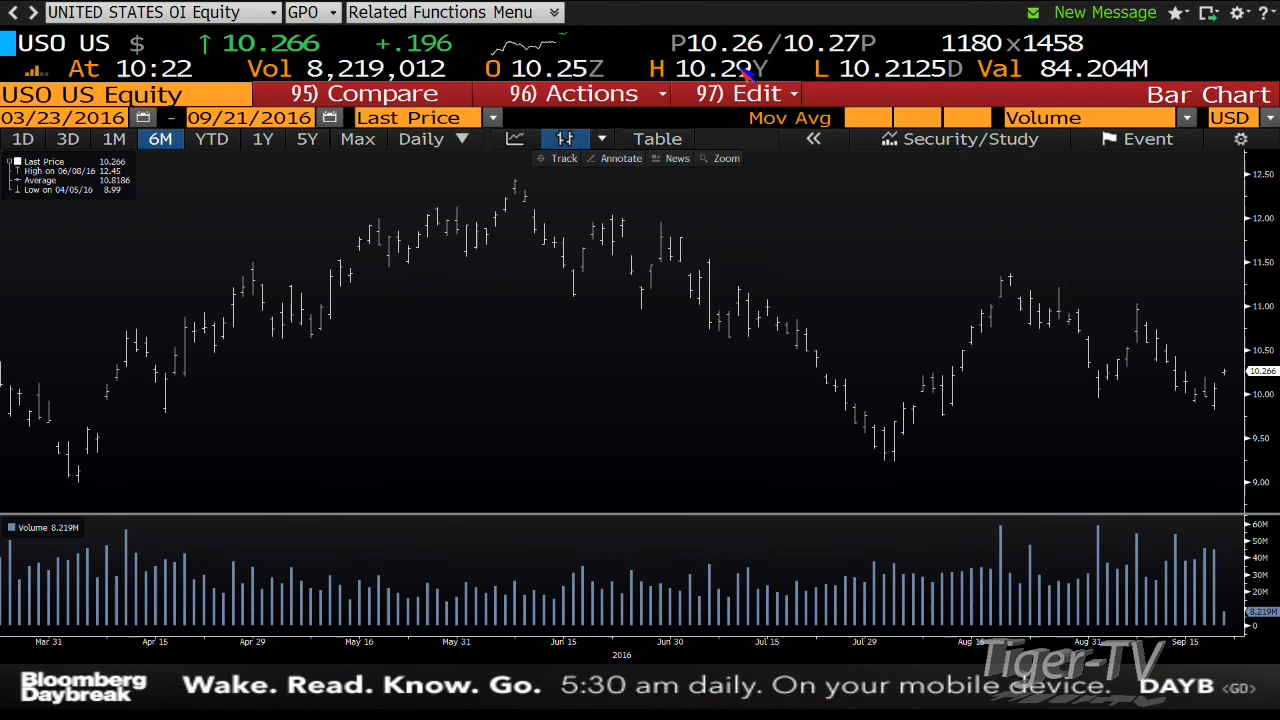 UNITED STATES OI Equity GPO Related Functions Menu New Message
USO US $ ↑ 10.266 +.196 P10.26 / 10.27P 1180 x 1458
At 10:22 Vol 8,219,012 O 10.25Z H 10.29Y L 10.2125D Val 84.204M
USO US Equity 95) Compare 96) Actions 97) Edit Bar Chart
03/23/2016 - 09/21/2016 Last Price Mov Avg Volume USD
1D 3D 1M 6M YTD 1Y 5Y Max Daily Table « Security/Study Event
Track Annotate News Zoom
Last Price 10.266
High on 06/08/16 12.45
Average 10.8186
Low on 04/05/16 8.99
12.50
12.00
11.50
11.00
10.50
10.266
10.00
9.50
9.00
Volume 8.219M
60M
50M
40M
30M
20M
8.219M
0
Mar 31 Apr 15 Apr 29 May 16 May 31 Jun 15 Jun 30 Jul 15 Jul 29 Aug 15 Aug 31 Sep 15
2016
Tiger-TV
Bloomberg
Daybreak
Wake. Read. Know. Go. 5:30 am daily. On your mobile device. DAYB <GO>